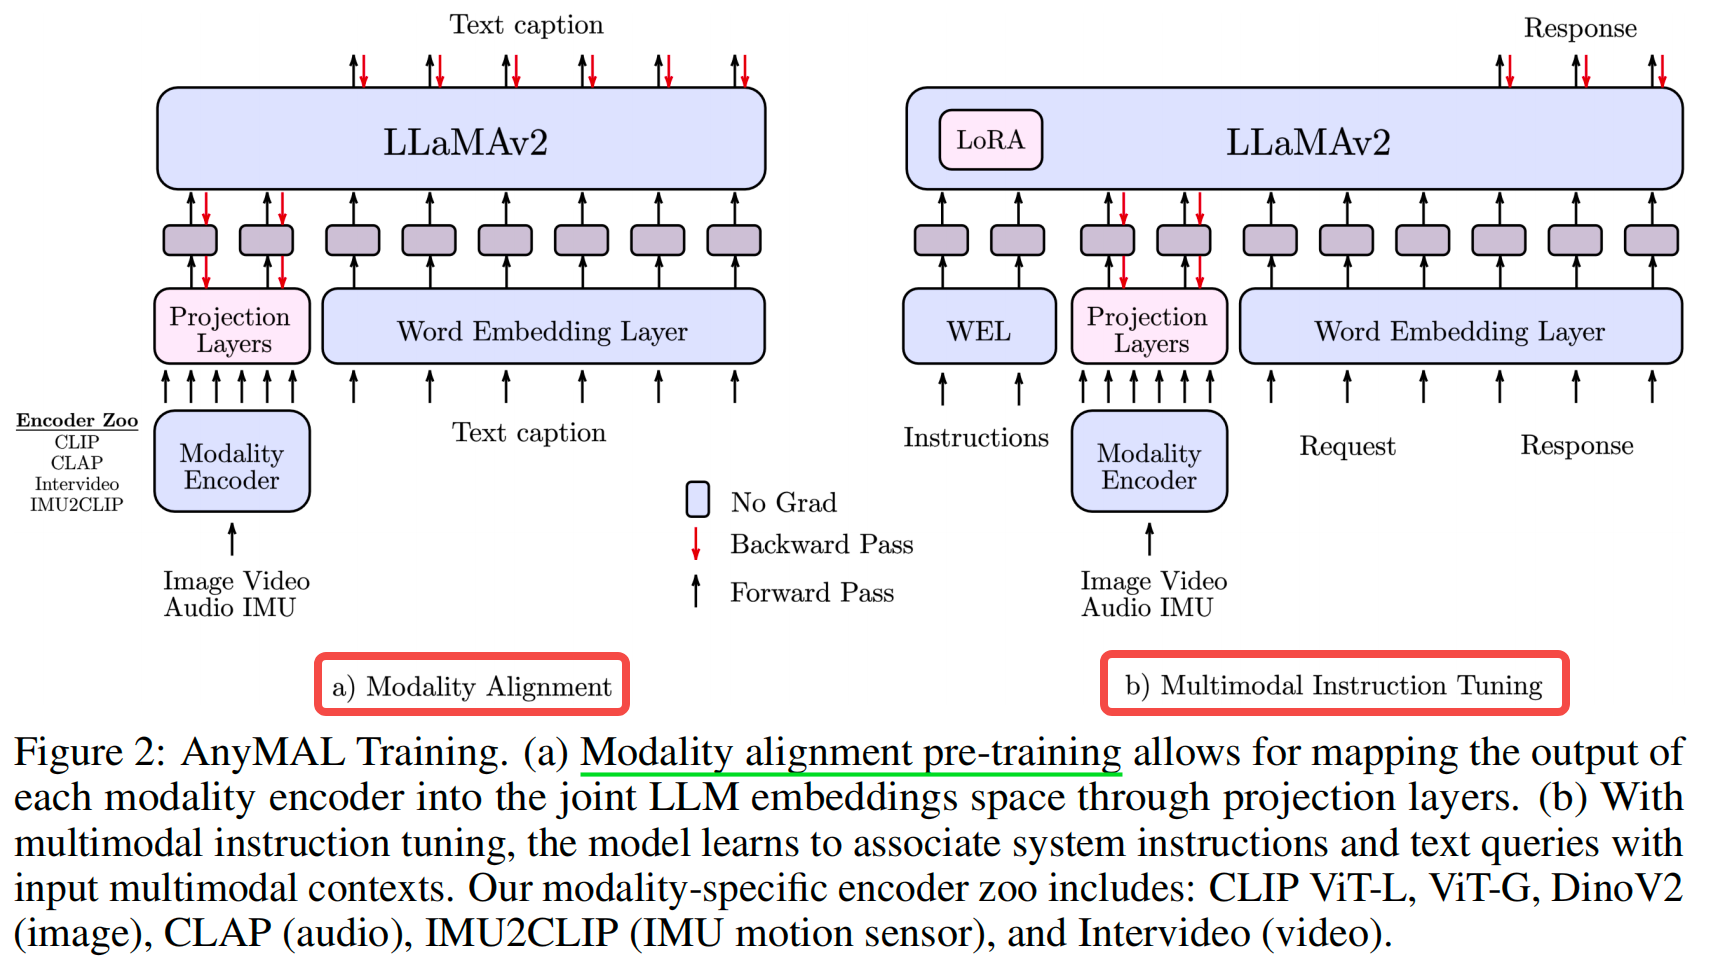 Text caption
LLaMAv2
Projection
Layers
Word Embedding Layer
Encoder Zoo
CLIP
CLAP
Intervideo
IMU2CLIP
Modality
Encoder
Text caption
Image Video
Audio IMU
a) Modality Alignment
No Grad
Backward Pass
Forward Pass
Response
LoRA
LLaMAv2
WEL
Projection
Layers
Word Embedding Layer
Instructions
Modality
Encoder
Request
Response
Image Video
Audio IMU
b) Multimodal Instruction Tuning
Figure 2: AnyMAL Training. (a) Modality alignment pre-training allows for mapping the output of
each modality encoder into the joint LLM embeddings space through projection layers. (b) With
multimodal instruction tuning, the model learns to associate system instructions and text queries with
input multimodal contexts. Our modality-specific encoder zoo includes: CLIP ViT-L, ViT-G, DinoV2
(image), CLAP (audio), IMU2CLIP (IMU motion sensor), and Intervideo (video).